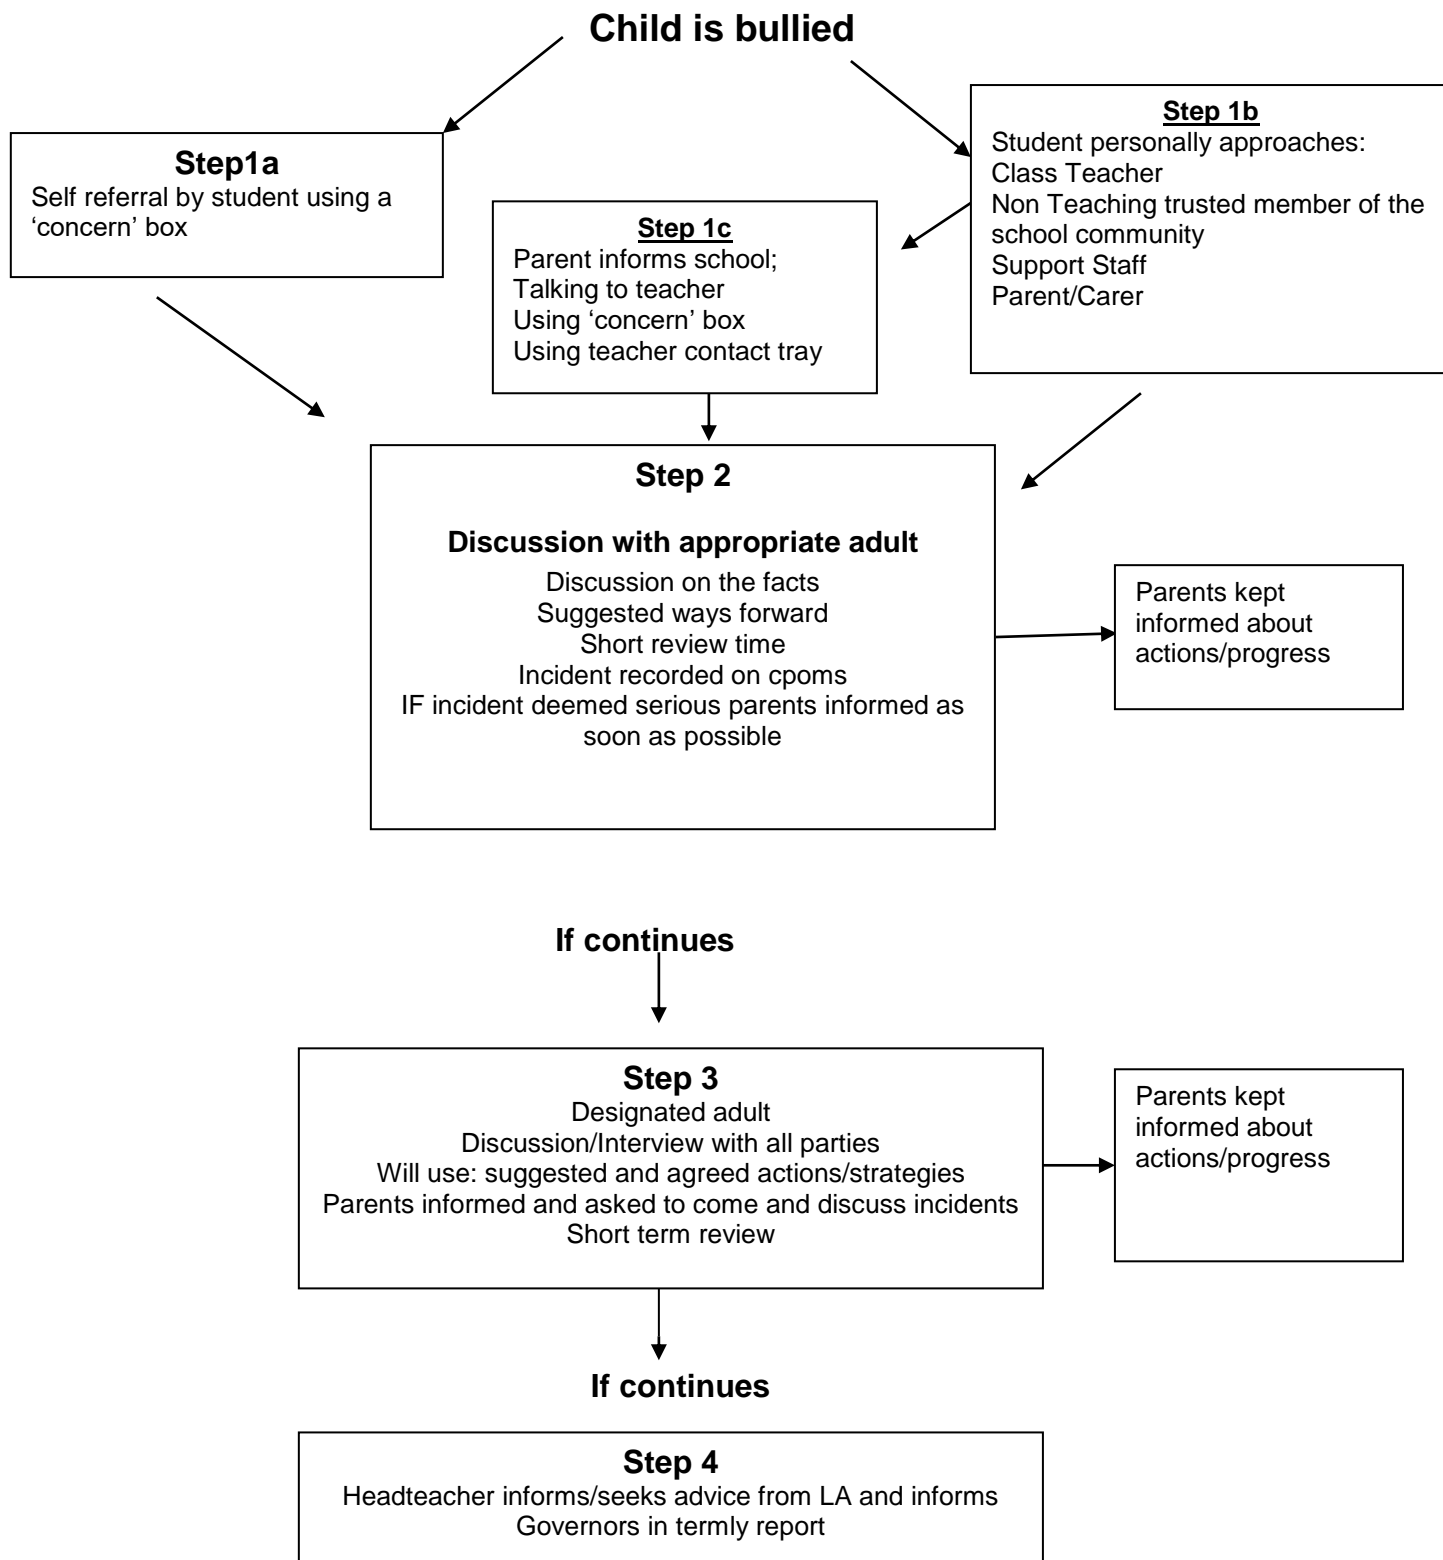 Child is bullied
Step1a
Self referral by student using a
‘concern’ box
Step 1b
Student personally approaches:
Class Teacher
Non Teaching trusted member of the
school community
Support Staff
Parent/Carer
Step 1c
Parent informs school;
Talking to teacher
Using ‘concern’ box
Using teacher contact tray
Step 2
Discussion with appropriate adult
Discussion on the facts
Suggested ways forward
Short review time
Incident recorded on cpoms
IF incident deemed serious parents informed as
soon as possible
Parents kept
informed about
actions/progress
If continues
Step 3
Designated adult
Discussion/Interview with all parties
Will use: suggested and agreed actions/strategies
Parents informed and asked to come and discuss incidents
Short term review
Parents kept
informed about
actions/progress
If continues
Step 4
Headteacher informs/seeks advice from LA and informs
Governors in termly report